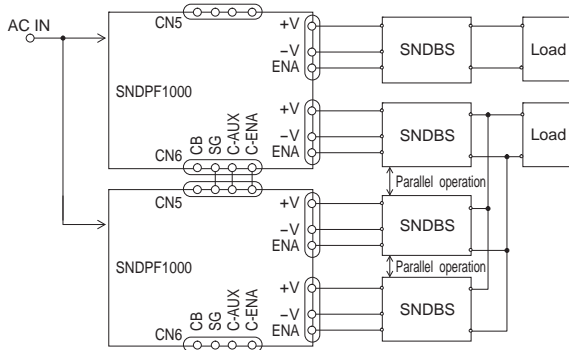 AC IN
CN5
+V
−V
ENA
SNDBS
Load
SNDPF1000
CB
SG
C-AUX
C-ENA
CN6
+V
−V
ENA
SNDBS
Load
Parallel operation
CN5
+V
−V
ENA
SNDBS
SNDPF1000
Parallel operation
CB
SG
C-AUX
C-ENA
CN6
+V
−V
ENA
SNDBS